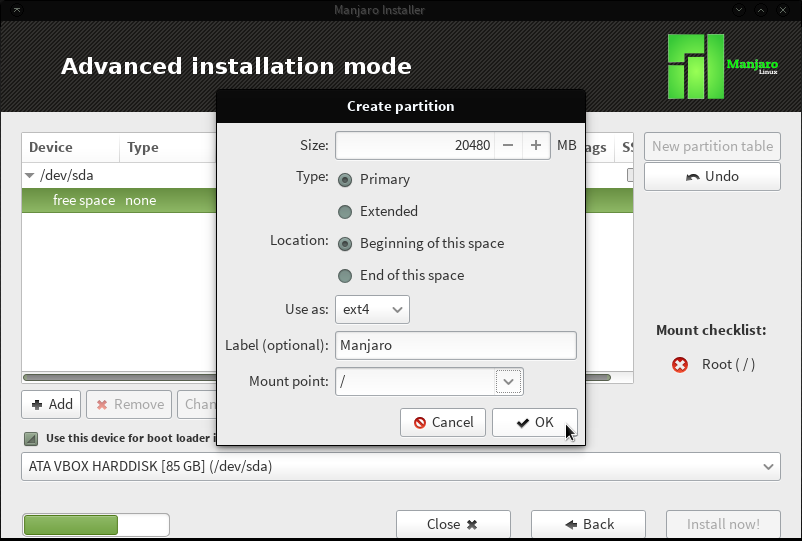 Manjaro Installer
Advanced installation mode
Manjaro
Linux
Create partition
Device Type ags SS
/dev/sda
free space none
New partition table
Undo
Size: 20480 MB
Type: Primary
Extended
Location: Beginning of this space
End of this space
Use as: ext4
Label (optional): Manjaro
Mount point: /
Cancel OK
Mount checklist:
Root ( / )
Add Remove Chan
Use this device for boot loader i
ATA VBOX HARDDISK [85 GB] (/dev/sda)
Close Back Install now!